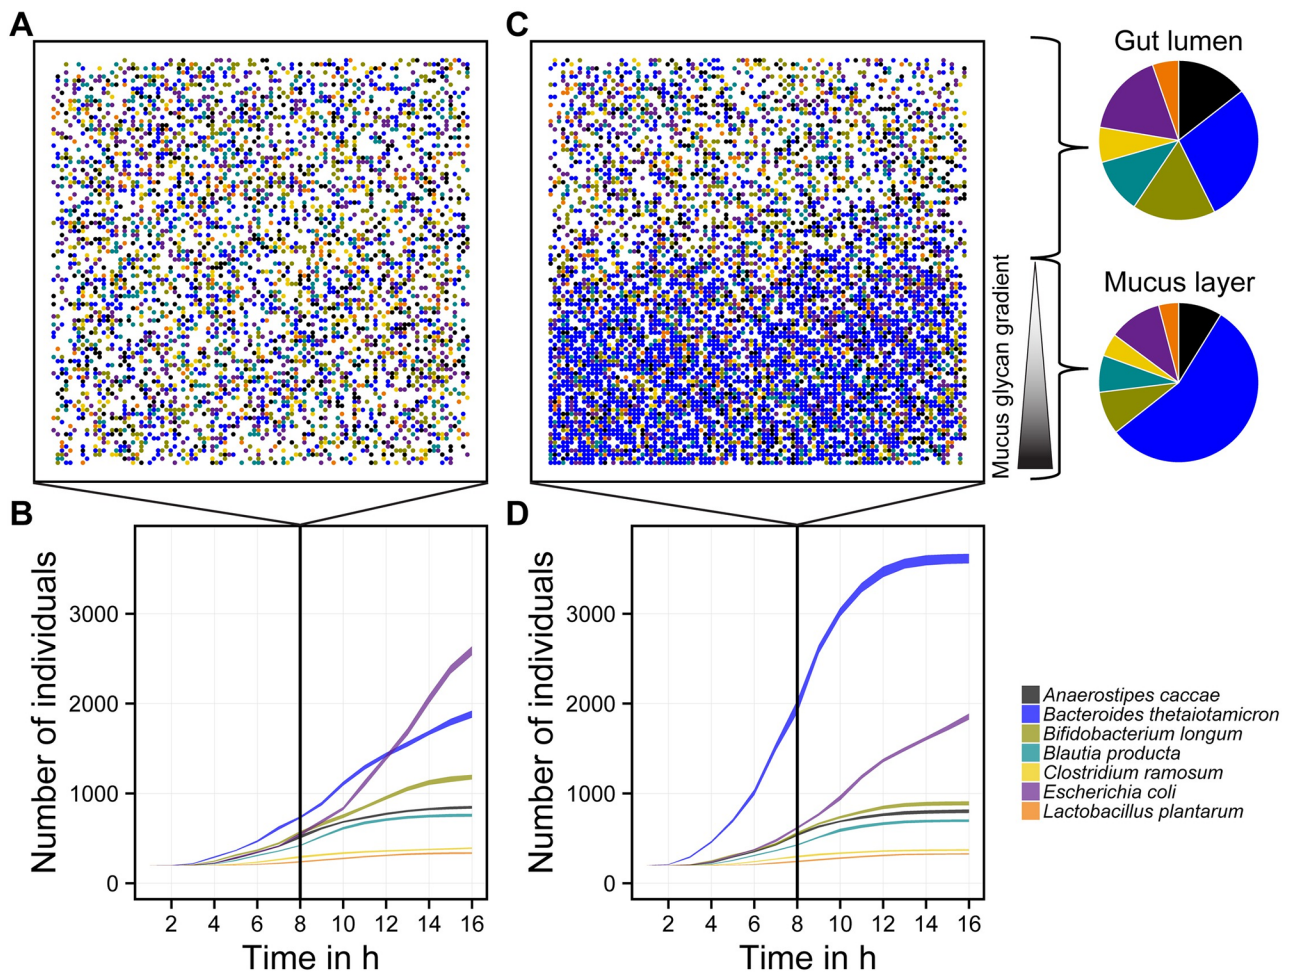 A
C
Gut lumen
Mucus layer
Mucus glycan gradient
B
Number of individuals
3000
2000
1000
0
2 4 6 8 10 12 14 16
Time in h
D
Number of individuals
3000
2000
1000
0
2 4 6 8 10 12 14 16
Time in h
Anaerostipes caccae
Bacteroides thetaiotamicron
Bifidobacterium longum
Blautia producta
Clostridium ramosum
Escherichia coli
Lactobacillus plantarum